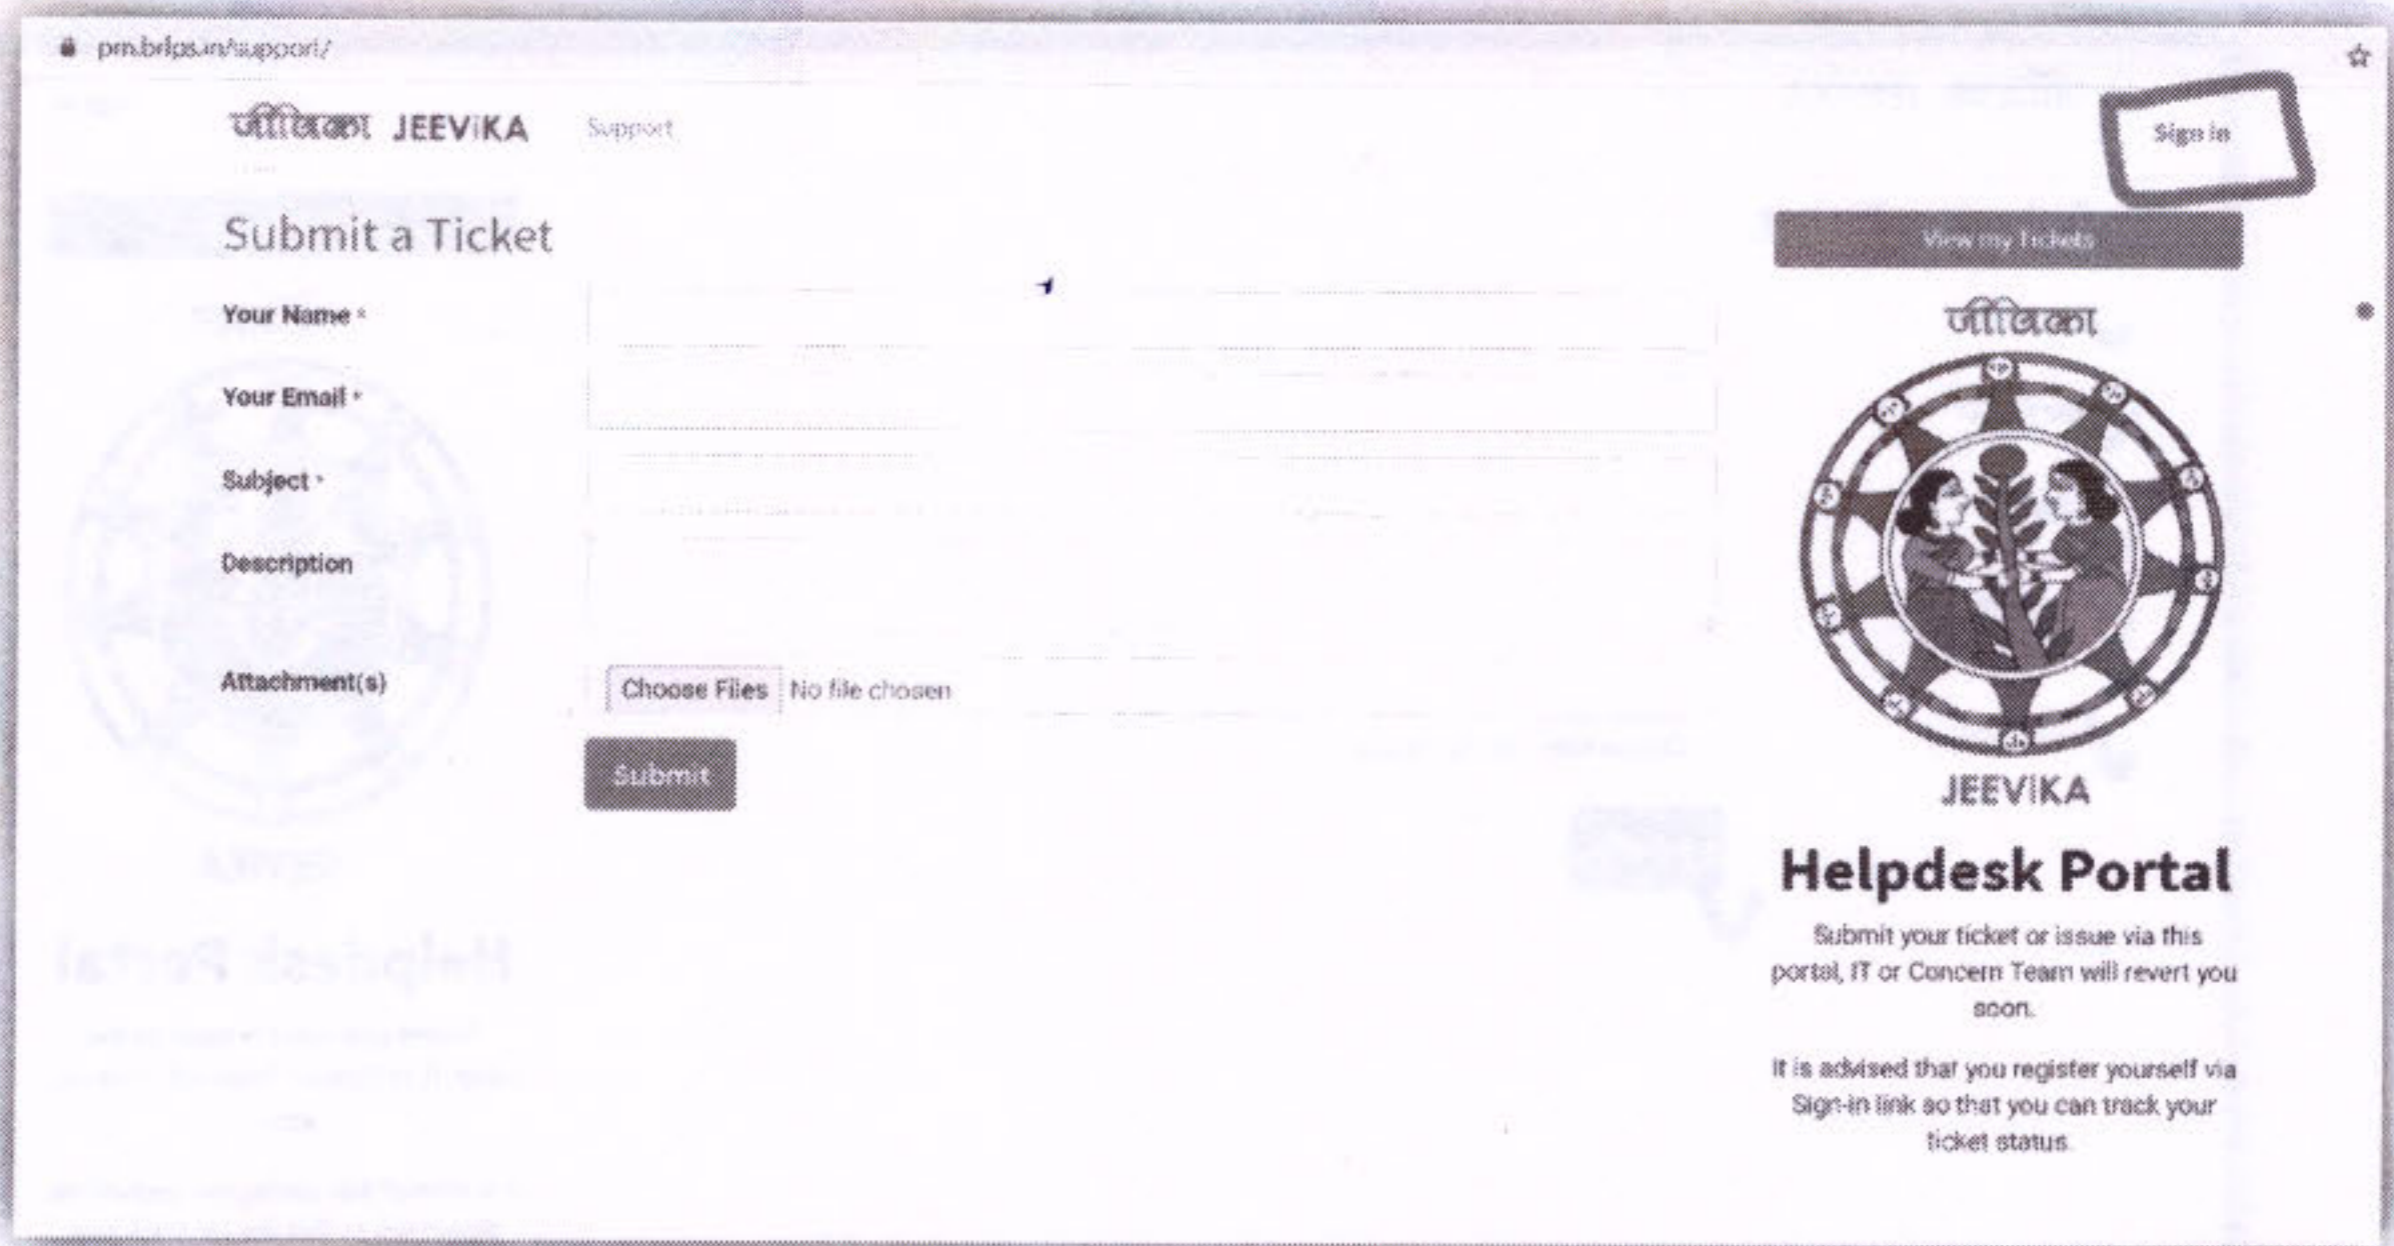 pm.brlps.in/support/
जीविका JEEViKA Support Sign in
Submit a Ticket
View my Tickets
Your Name *
Your Email *
Subject *
Description
Attachment(s)
Choose Files No file chosen
Submit
जीविका
JEEViKA
Helpdesk Portal
Submit your ticket or issue via this
portal, IT or Concern Team will revert you
soon.
It is advised that you register yourself via
Sign-in link so that you can track your
ticket status.